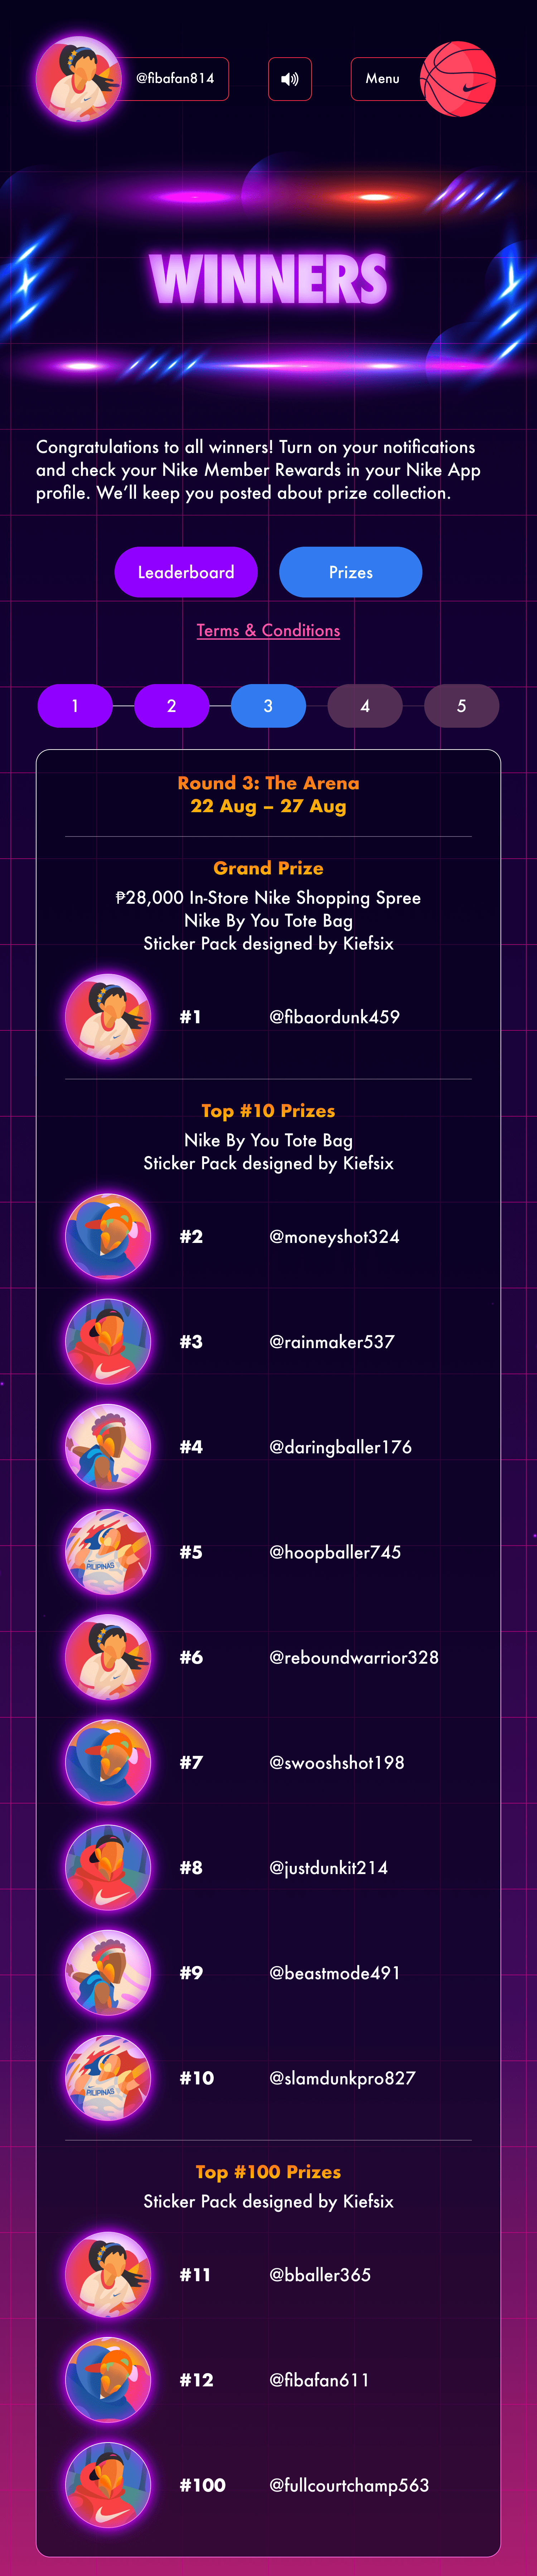 @fibafan814
Menu
WINNERS
Congratulations to all winners! Turn on your notifications
and check your Nike Member Rewards in your Nike App
profile. We’ll keep you posted about prize collection.
Leaderboard
Prizes
Terms & Conditions
1
2
3
4
5
Round 3: The Arena
22 Aug – 27 Aug
Grand Prize
₱28,000 In-Store Nike Shopping Spree
Nike By You Tote Bag
Sticker Pack designed by Kiefsix
#1 @fibaordunk459
Top #10 Prizes
Nike By You Tote Bag
Sticker Pack designed by Kiefsix
#2 @moneyshot324
#3 @rainmaker537
#4 @daringballer176
PILIPINAS
#5 @hoopballer745
#6 @reboundwarrior328
#7 @swooshshot198
#8 @justdunkit214
#9 @beastmode491
PILIPINAS
#10 @slamdunkpro827
Top #100 Prizes
Sticker Pack designed by Kiefsix
#11 @bballer365
#12 @fibafan611
#100 @fullcourtchamp563